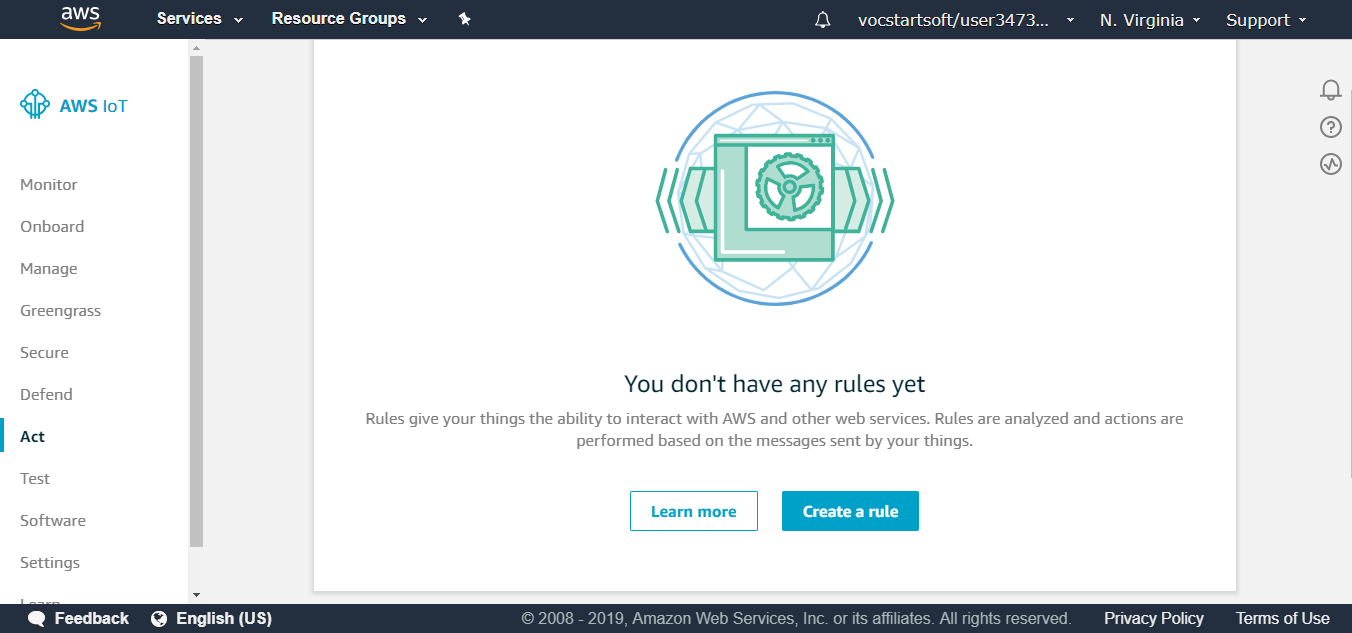 aws Services Resource Groups vocstartsoft/user3473... N. Virginia Support
AWS IoT
Monitor
Onboard
Manage
Greengrass
Secure
Defend
Act
Test
Software
Settings
Learn
You don't have any rules yet
Rules give your things the ability to interact with AWS and other web services. Rules are analyzed and actions are
performed based on the messages sent by your things.
Learn more Create a rule
Feedback English (US) © 2008 - 2019, Amazon Web Services, Inc. or its affiliates. All rights reserved. Privacy Policy Terms of Use